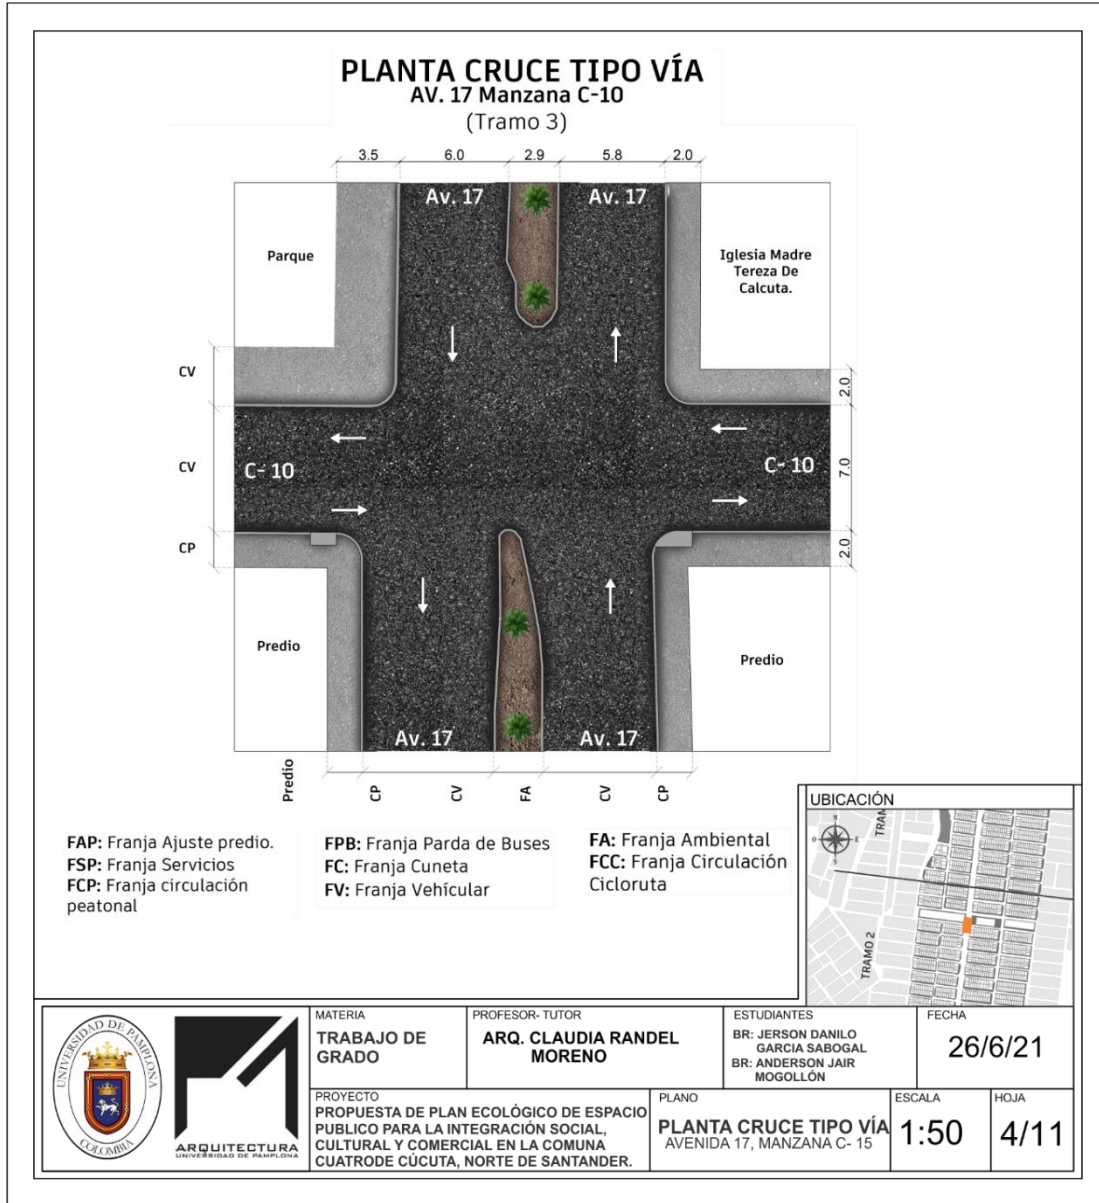 PLANTA CRUCE TIPO VÍA
AV. 17 Manzana C-10
(Tramo 3)
3.5 6.0 2.9 5.8 2.0
Av. 17 Av. 17
Parque
Iglesia Madre
Tereza De
Calcuta.
CV
2.0
CV
C- 10
C- 10
7.0
CP
2.0
Predio
Predio
Av. 17 Av. 17
Predio
CP
CV
FA
CV
CP
FAP: Franja Ajuste predio.
FSP: Franja Servicios
FCP: Franja circulación
peatonal
FPB: Franja Parda de Buses
FC: Franja Cuneta
FV: Franja Vehícular
FA: Franja Ambiental
FCC: Franja Circulación
Cicloruta
UBICACIÓN
TRAM
TRAMO 2
UNIVERSIDAD DE PAMPLONA
COLOMBIA
ARQUITECTURA
UNIVERSIDAD DE PAMPLONA
MATERIA
TRABAJO DE
GRADO
PROFESOR- TUTOR
ARQ. CLAUDIA RANDEL
MORENO
ESTUDIANTES
BR: JERSON DANILO
GARCIA SABOGAL
BR: ANDERSON JAIR
MOGOLLÓN
FECHA
26/6/21
PROYECTO
PROPUESTA DE PLAN ECOLÓGICO DE ESPACIO
PUBLICO PARA LA INTEGRACIÓN SOCIAL,
CULTURAL Y COMERCIAL EN LA COMUNA
CUATRODE CÚCUTA, NORTE DE SANTANDER.
PLANO
PLANTA CRUCE TIPO VÍA
AVENIDA 17, MANZANA C- 15
ESCALA
1:50
HOJA
4/11